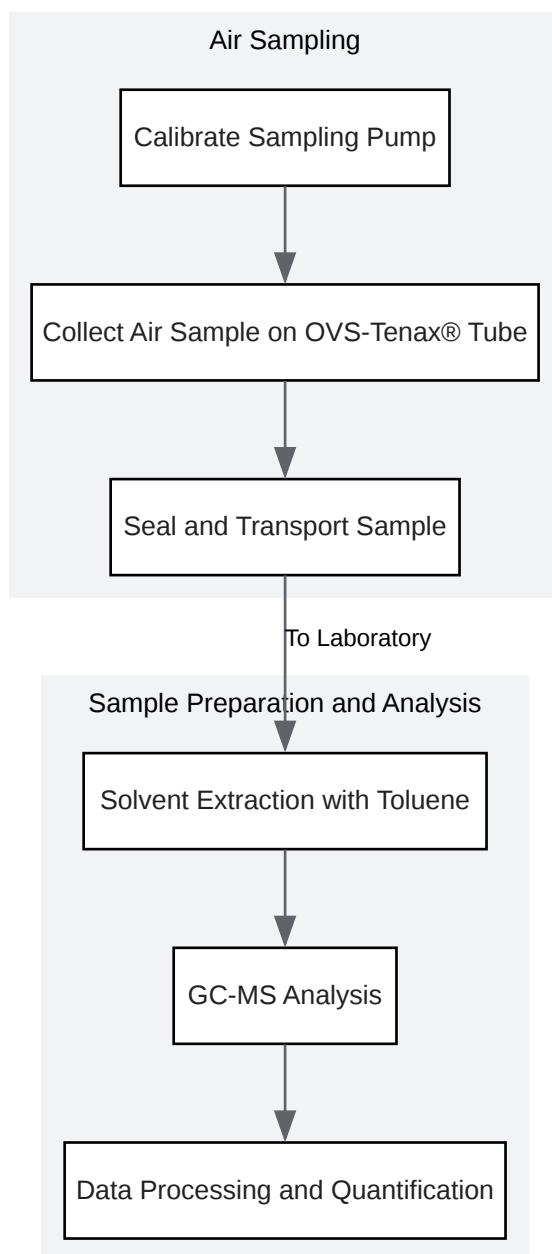 Air Sampling
Calibrate Sampling Pump
Collect Air Sample on OVS-Tenax® Tube
Seal and Transport Sample
To Laboratory
Sample Preparation and Analysis
Solvent Extraction with Toluene
GC-MS Analysis
Data Processing and Quantification